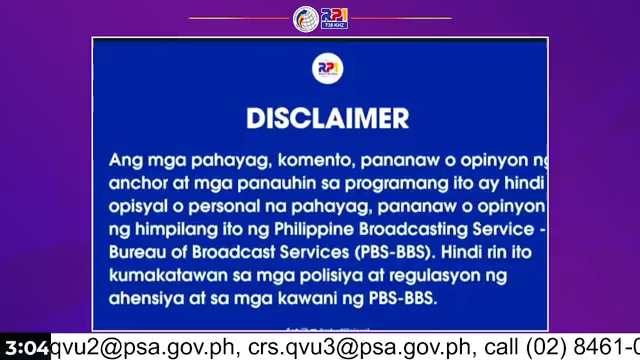 RP1
738 KHZ
RP1
DISCLAIMER
Ang mga pahayag, komento, pananaw o opinyon ng
anchor at mga panauhin sa programang ito ay hindi
opisyal o personal na pahayag, pananaw o opinyon
ng himpilang ito ng Philippine Broadcasting Service -
Bureau of Broadcast Services (PBS-BBS). Hindi rin ito
kumakatawan sa mga polisiya at regulasyon ng
ahensiya at sa mga kawani ng PBS-BBS.
3:04 qvu2@psa.gov.ph, crs.qvu3@psa.gov.ph, call (02) 8461-0